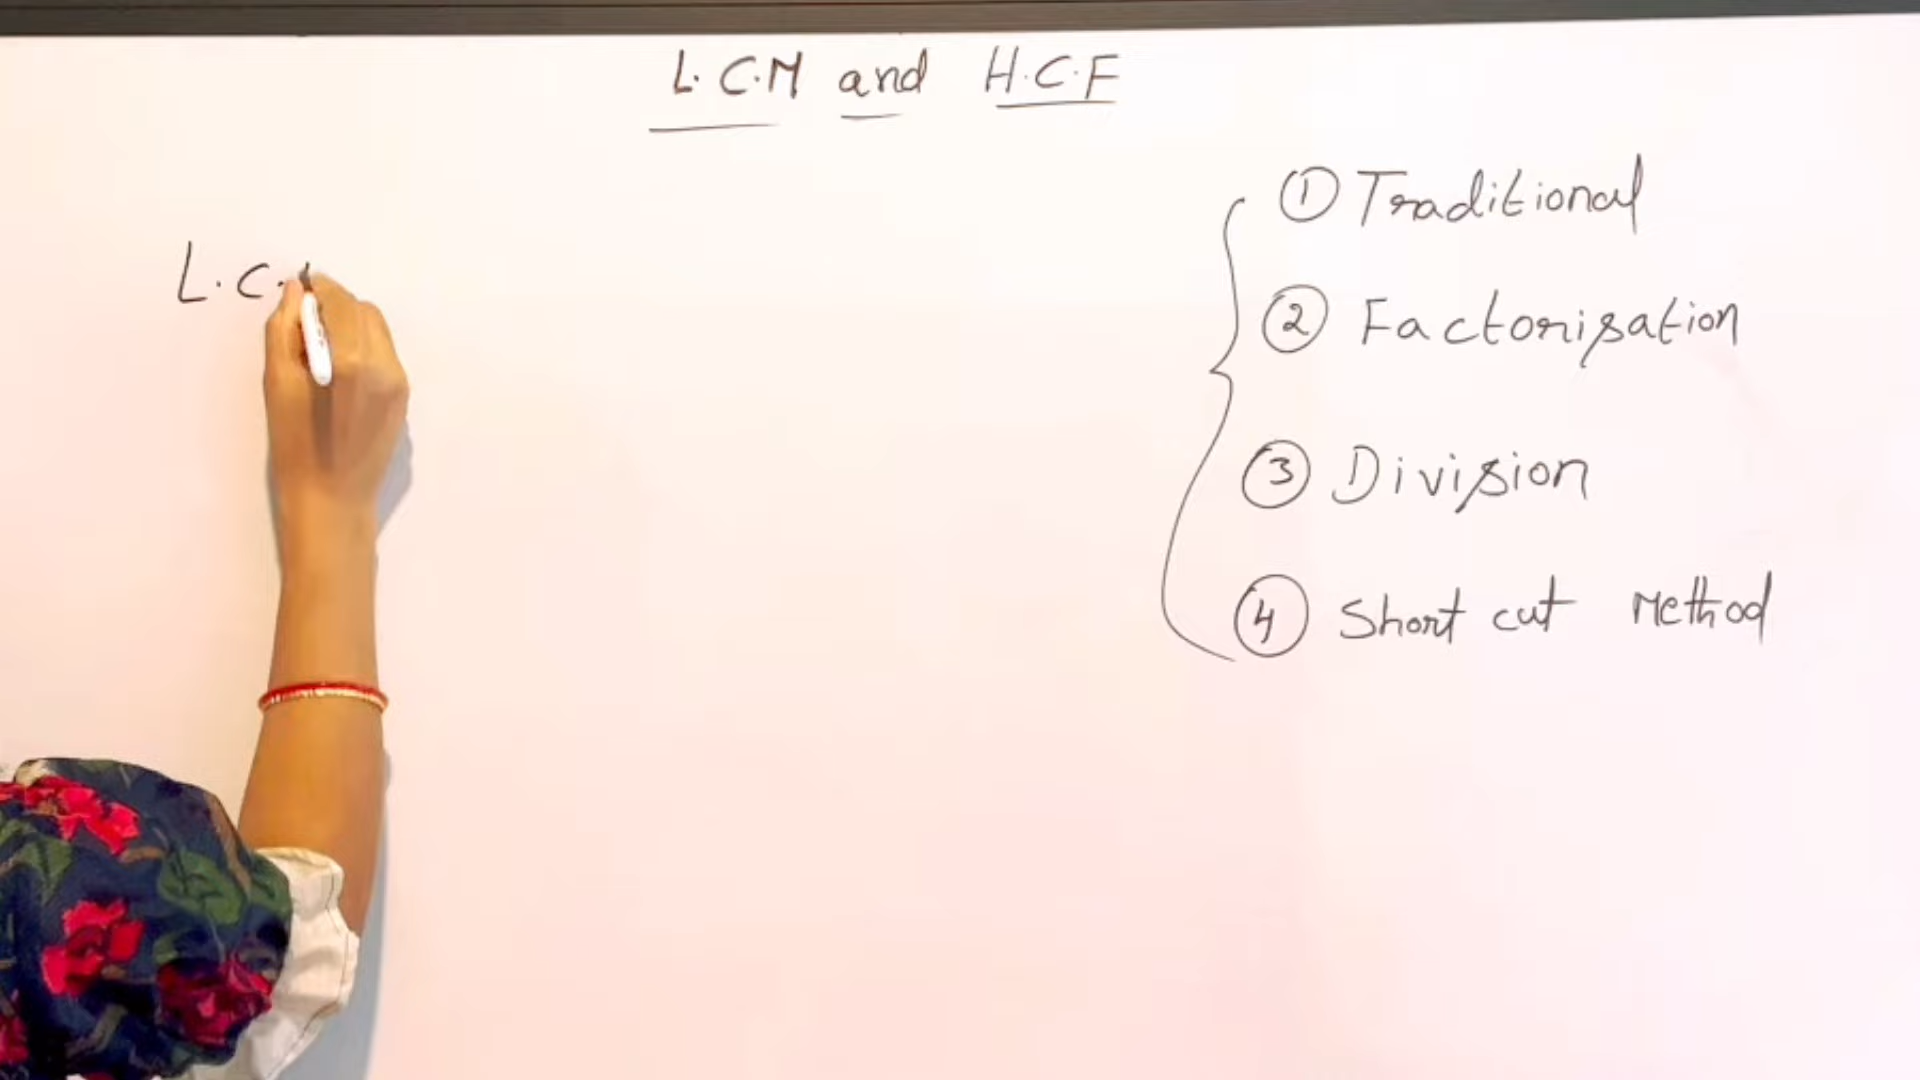 L.C.M and H.C.F
① Traditional
L.C.
② Factorisation
③ Division
④ Short cut Method